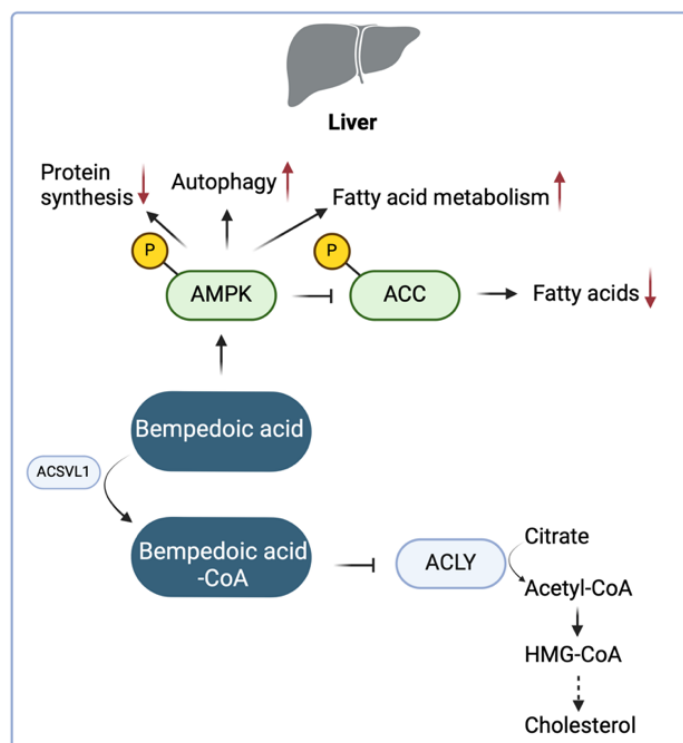 Liver
Protein
synthesis
Autophagy
Fatty acid metabolism
P
P
AMPK
ACC
Fatty acids
Bempedoic acid
ACSVL1
Bempedoic acid
-CoA
ACLY
Citrate
Acetyl-CoA
HMG-CoA
Cholesterol